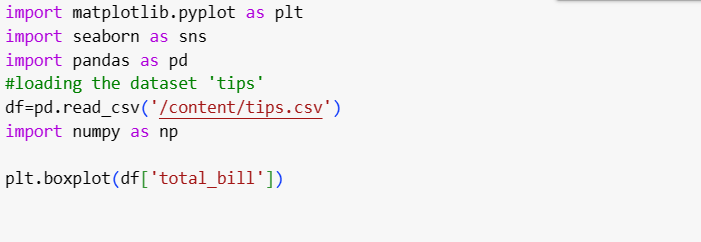 import matplotlib.pyplot as plt
import seaborn as sns
import pandas as pd
#loading the dataset 'tips'
df=pd.read_csv('/content/tips.csv')
import numpy as np
plt.boxplot(df['total_bill'])